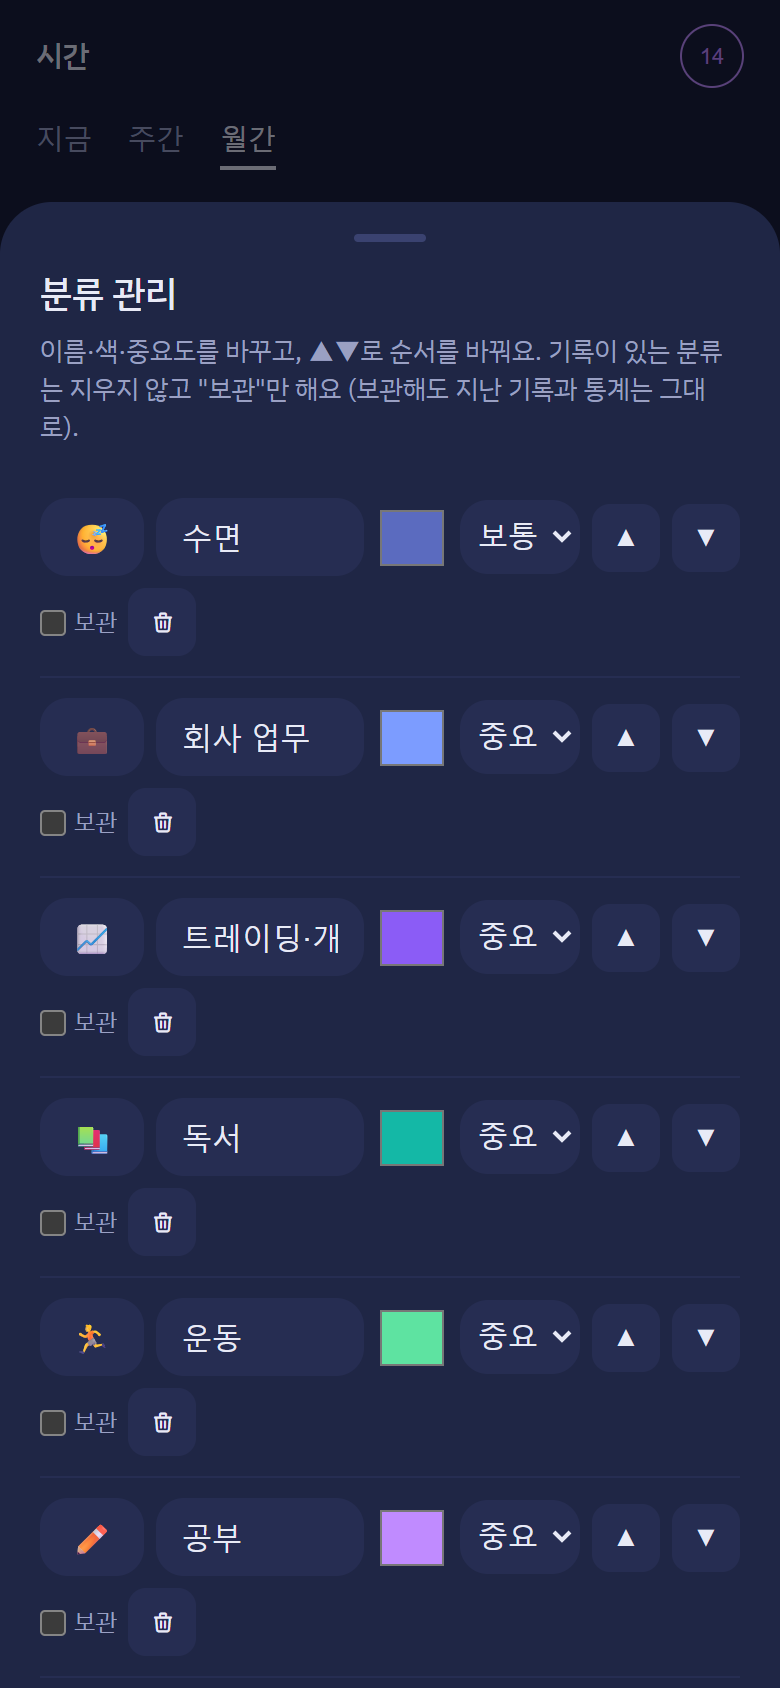 시간
14
지금 주간 월간
분류 관리
이름·색·중요도를 바꾸고, ▲▼로 순서를 바꿔요. 기록이 있는 분류
는 지우지 않고 "보관"만 해요 (보관해도 지난 기록과 통계는 그대
로).
수면 보통 ▲ ▼
보관
회사 업무 중요 ▲ ▼
보관
트레이딩·개 중요 ▲ ▼
보관
독서 중요 ▲ ▼
보관
운동 중요 ▲ ▼
보관
공부 중요 ▲ ▼
보관